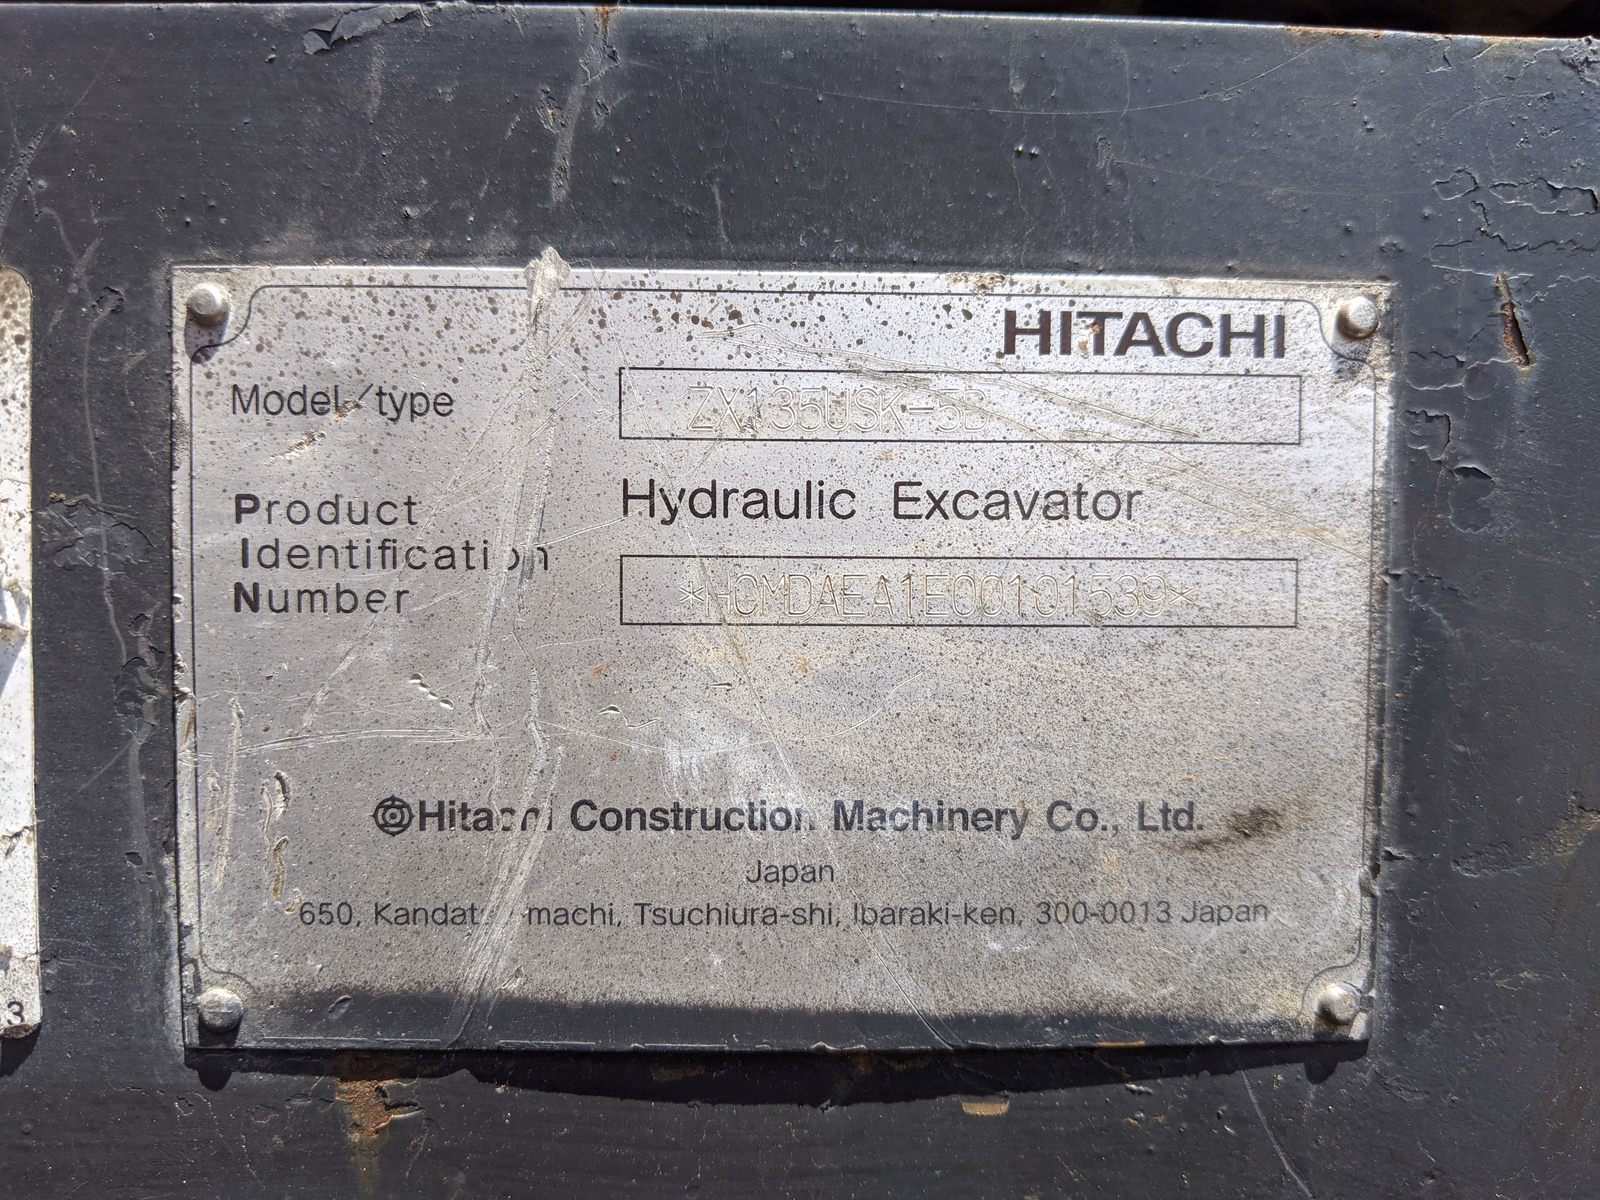 HITACHI
Model/type ZX135USK-5B
Hydraulic Excavator
Product
Identification
Number
*HCMDAEA1E00101539*
Hitachi Construction Machinery Co., Ltd.
Japan
650, -machi, Tsuchiura-shi, Ibaraki-ken, 300-0013 Japan
3